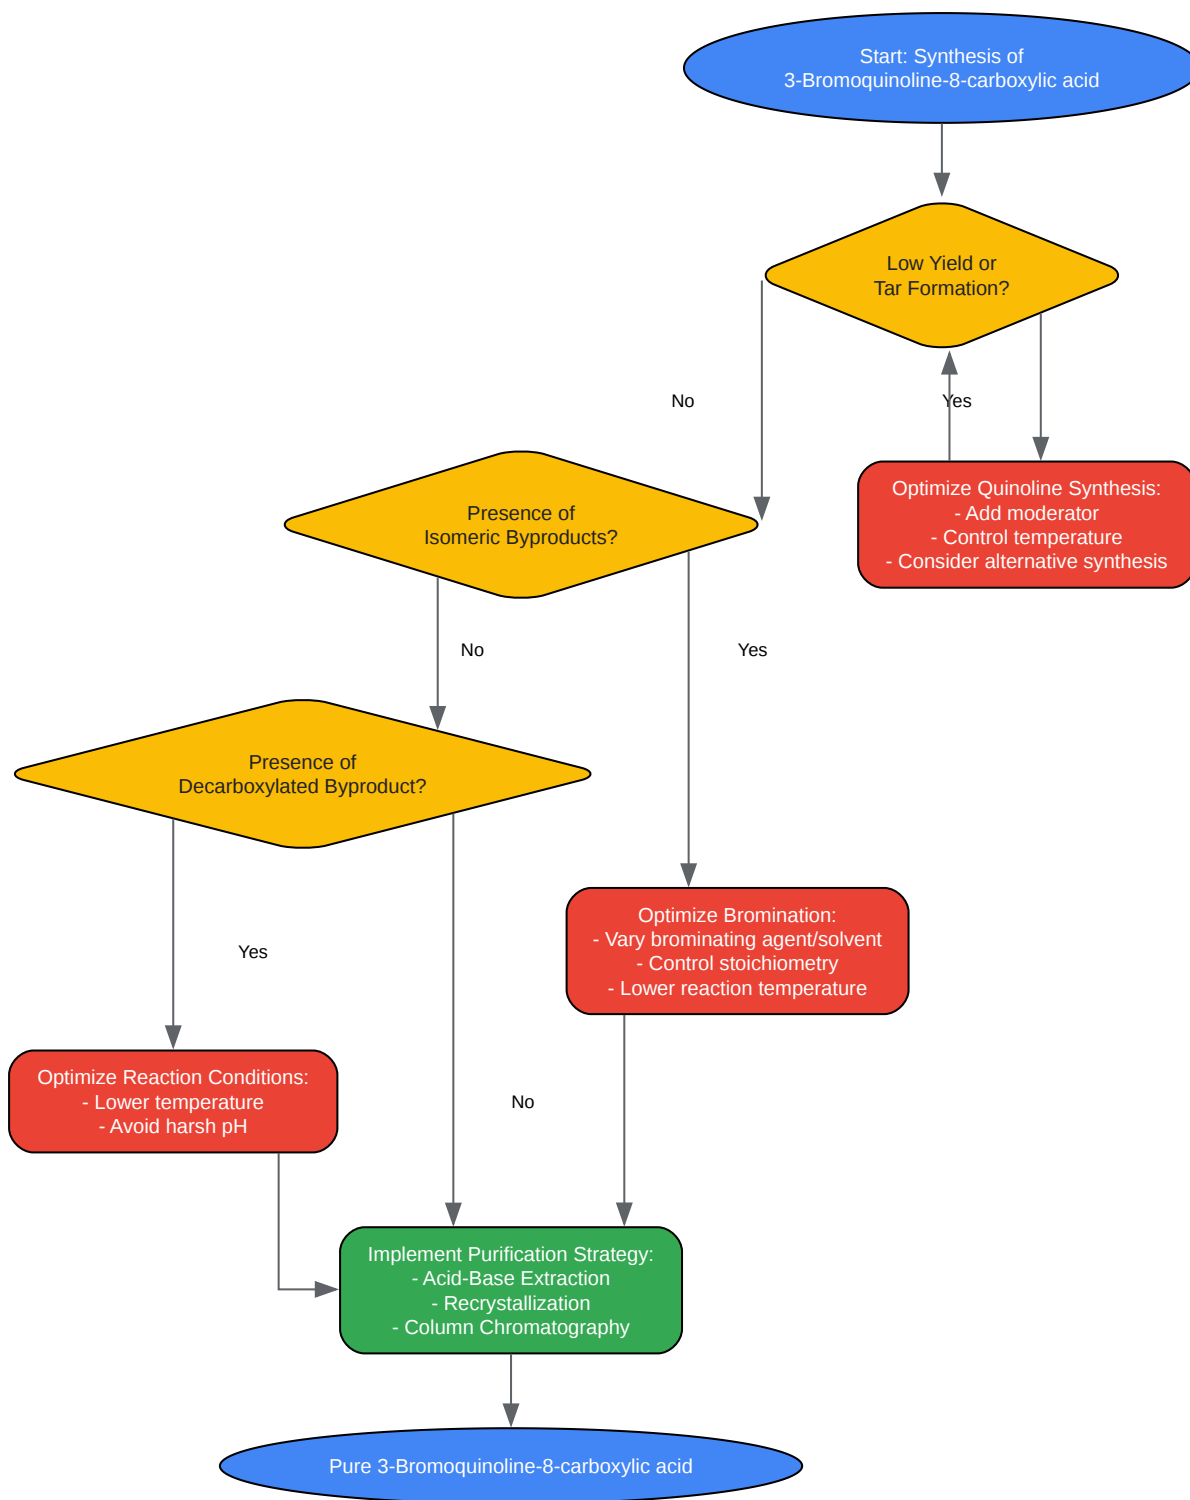 Start: Synthesis of
3-Bromoquinoline-8-carboxylic acid
Low Yield or
Tar Formation?
No
Yes
Optimize Quinoline Synthesis:
- Add moderator
- Control temperature
- Consider alternative synthesis
Presence of
Isomeric Byproducts?
No
Yes
Presence of
Decarboxylated Byproduct?
Optimize Bromination:
- Vary brominating agent/solvent
- Control stoichiometry
- Lower reaction temperature
Yes
Optimize Reaction Conditions:
- Lower temperature
- Avoid harsh pH
No
Implement Purification Strategy:
- Acid-Base Extraction
- Recrystallization
- Column Chromatography
Pure 3-Bromoquinoline-8-carboxylic acid